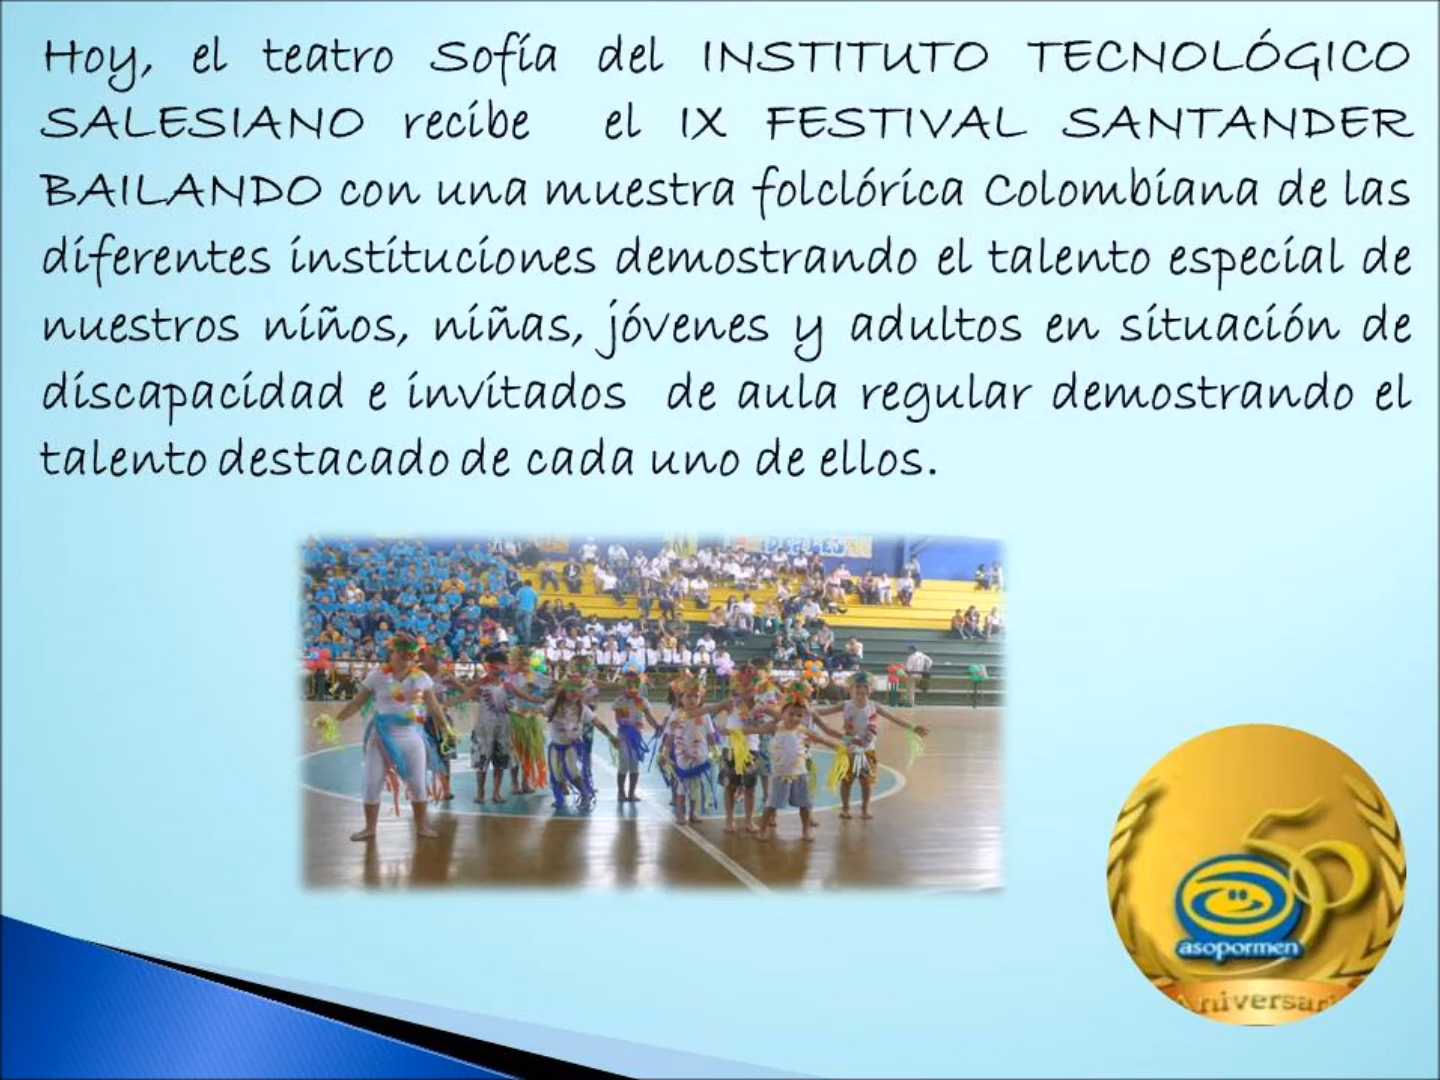 Hoy, el teatro Sofía del INSTITUTO TECNOLÓGICO
SALESIANO recibe el IX FESTIVAL SANTANDER
BAILANDO con una muestra folclórica Colombiana de las
diferentes instituciones demostrando el talento especial de
nuestros niños, niñas, jóvenes y adultos en situación de
discapacidad e invitados de aula regular demostrando el
talento destacado de cada uno de ellos.
50
asopormen